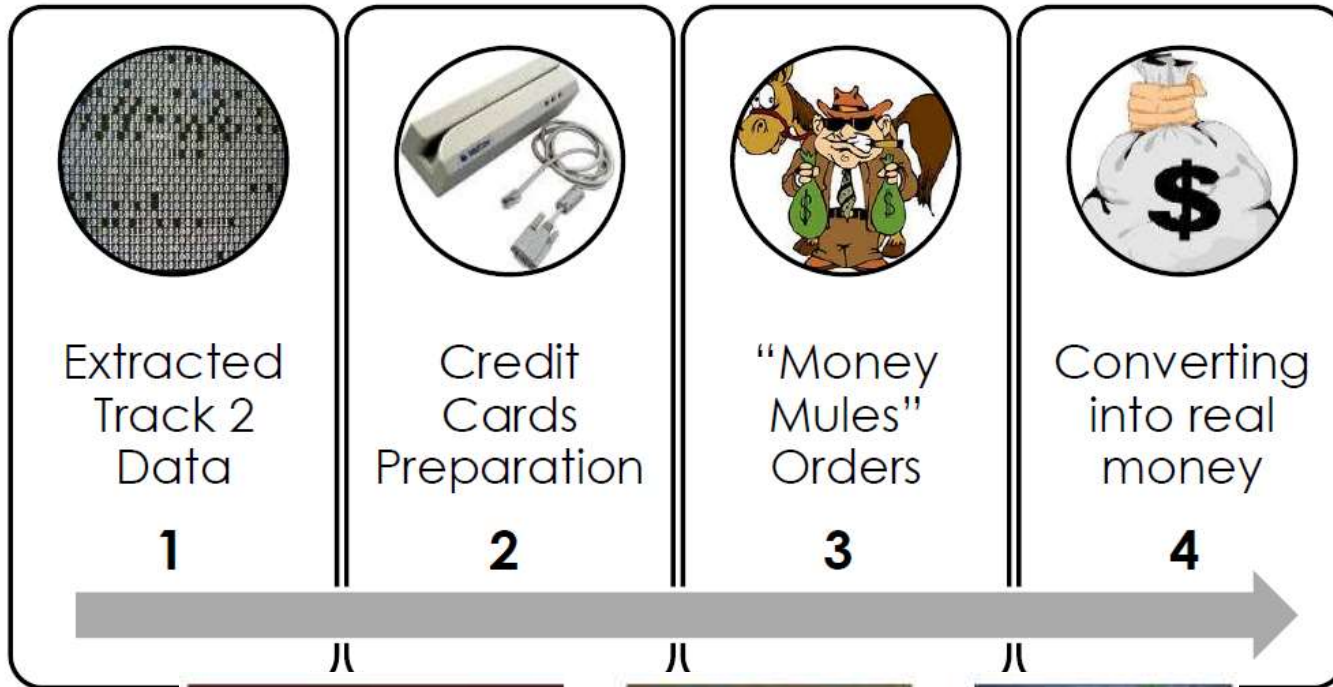 Extracted
Track 2
Data
1
Credit
Cards
Preparation
2
“Money
Mules”
Orders
3
Converting
into real
money
4
$ $
$